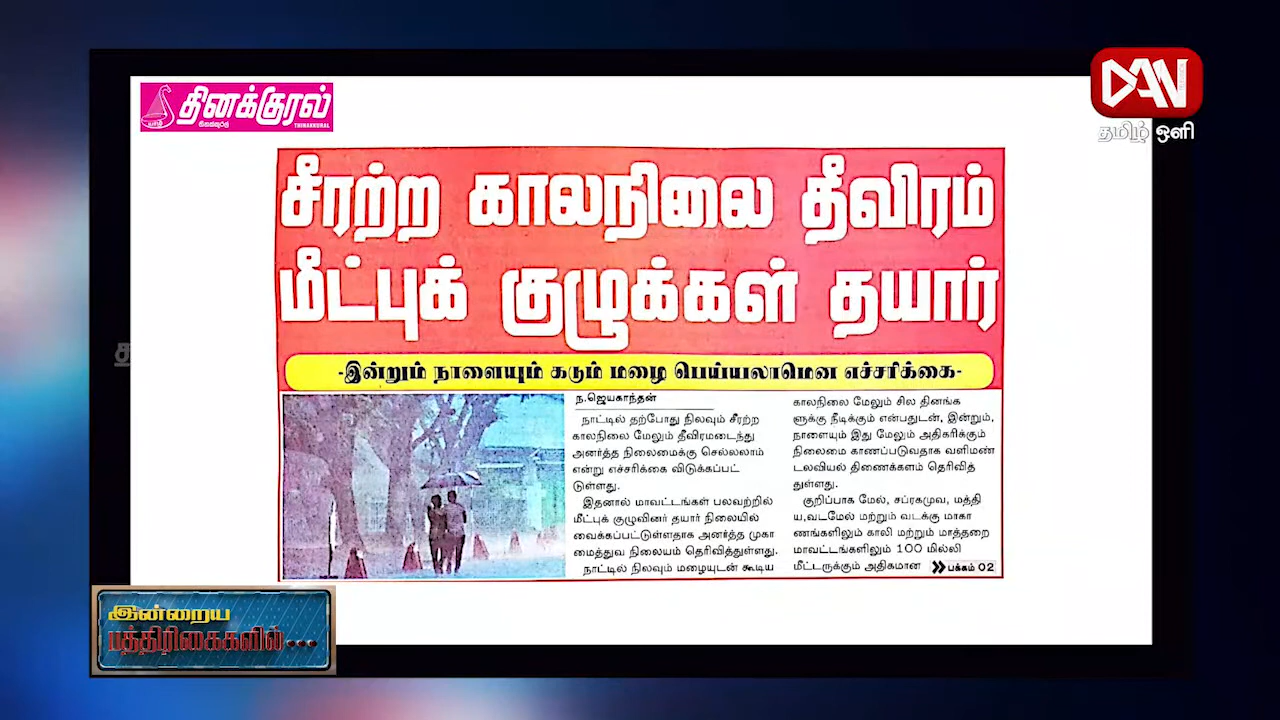 தினக்குரல்
யாழ்
தினக்குரல்
THINAKKURAL
DAN
தமிழ் ஒளி
சீரற்ற காலநிலை தீவிரம்
மீட்புக் குழுக்கள் தயார்
-இன்றும் நாளையும் கடும் மழை பெய்யலாமென எச்சரிக்கை-
ந.ஜெயகாந்தன்
நாட்டில் தற்போது நிலவும் சீரற்ற
காலநிலை மேலும் தீவிரமடைந்து
அனர்த்த நிலைமைக்கு செல்லலாம்
என்று எச்சரிக்கை விடுக்கப்பட்
டுள்ளது.
இதனால் மாவட்டங்கள் பலவற்றில்
மீட்புக் குழுவினர் தயார் நிலையில்
வைக்கப்பட்டுள்ளதாக அனர்த்த முகா
மைத்துவ நிலையம் தெரிவித்துள்ளது.
நாட்டில் நிலவும் மழையுடன் கூடிய
காலநிலை மேலும் சில தினங்க
ளுக்கு நீடிக்கும் என்பதுடன், இன்றும்,
நாளையும் இது மேலும் அதிகரிக்கும்
நிலைமை காணப்படுவதாக வளிமண்
டலவியல் திணைக்களம் தெரிவித்
துள்ளது.
குறிப்பாக மேல், சப்ரகமுவ, மத்தி
ய,வடமேல் மற்றும் வடக்கு மாகா
ணங்களிலும் காலி மற்றும் மாத்தறை
மாவட்டங்களிலும் 100 மில்லி
மீட்டருக்கும் அதிகமான
பக்கம் 02
இன்றைய
பத்திரிகைகளில்...